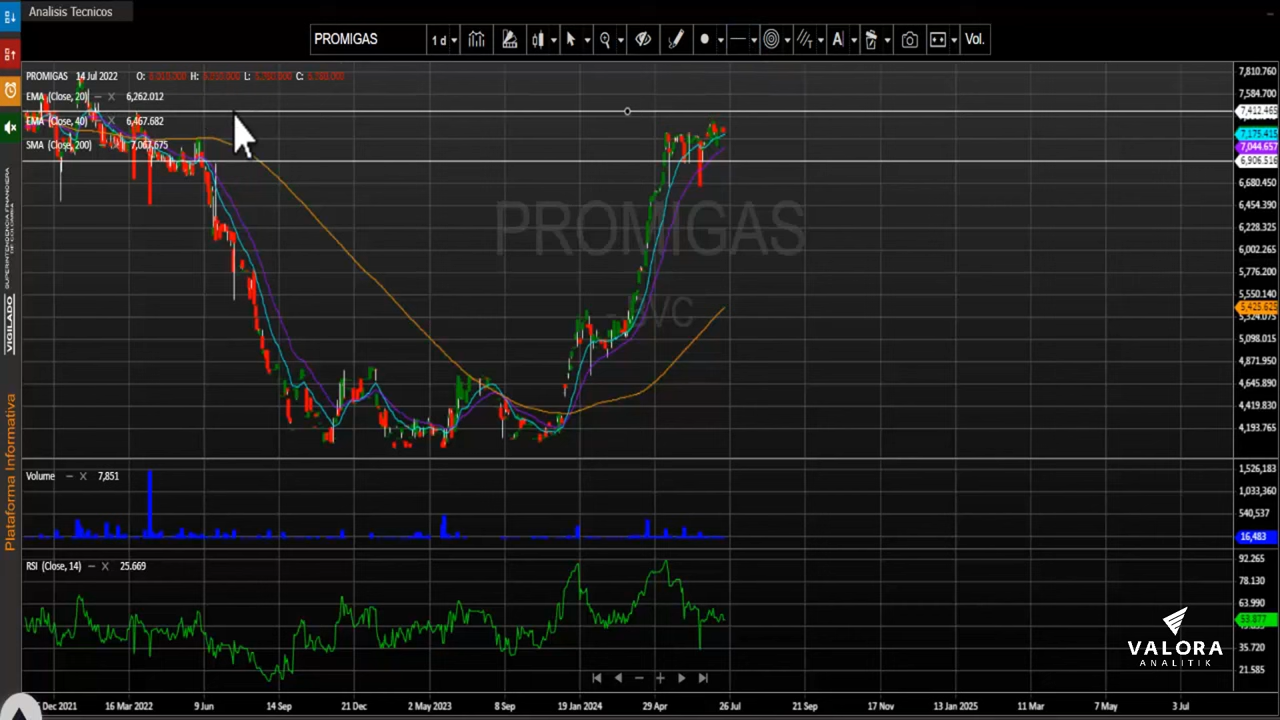 Analisis Tecnicos
PROMIGAS
1 d
Vol.
PROMIGAS 14 Jul 2022 O: H: L: C:
EMA (Close, 20) — X 6,262.012
EMA (Close, 40) — X 6,467.682
SMA (Close, 200) 7,067.675
7,810.760
7,584.700
7,412.465
7,175.415
7,044.657
6,906.516
6,680.450
6,454.390
6,228.325
6,002.265
5,776.200
5,550.140
5,324.075
5,098.015
4,871.950
4,645.890
4,419.830
4,193.765
PROMIGAS
VC
Volume — X 7,851
1,526,183
1,033,360
540,537
16,483
RSI (Close, 14) — X 25.669
92.265
78.130
63.990
53.877
35.720
21.585
Dec 2021 16 Mar 2022 9 Jun 14 Sep 21 Dec 2 May 2023 8 Sep 19 Jan 2024 29 Apr 26 Jul 21 Sep 17 Nov 13 Jan 2025 11 Mar 7 May 3 Jul
VIGILADO
SUPERINTENDENCIA FINANCIERA
DE COLOMBIA
Plataforma Informativa
VALORA
ANALITIK